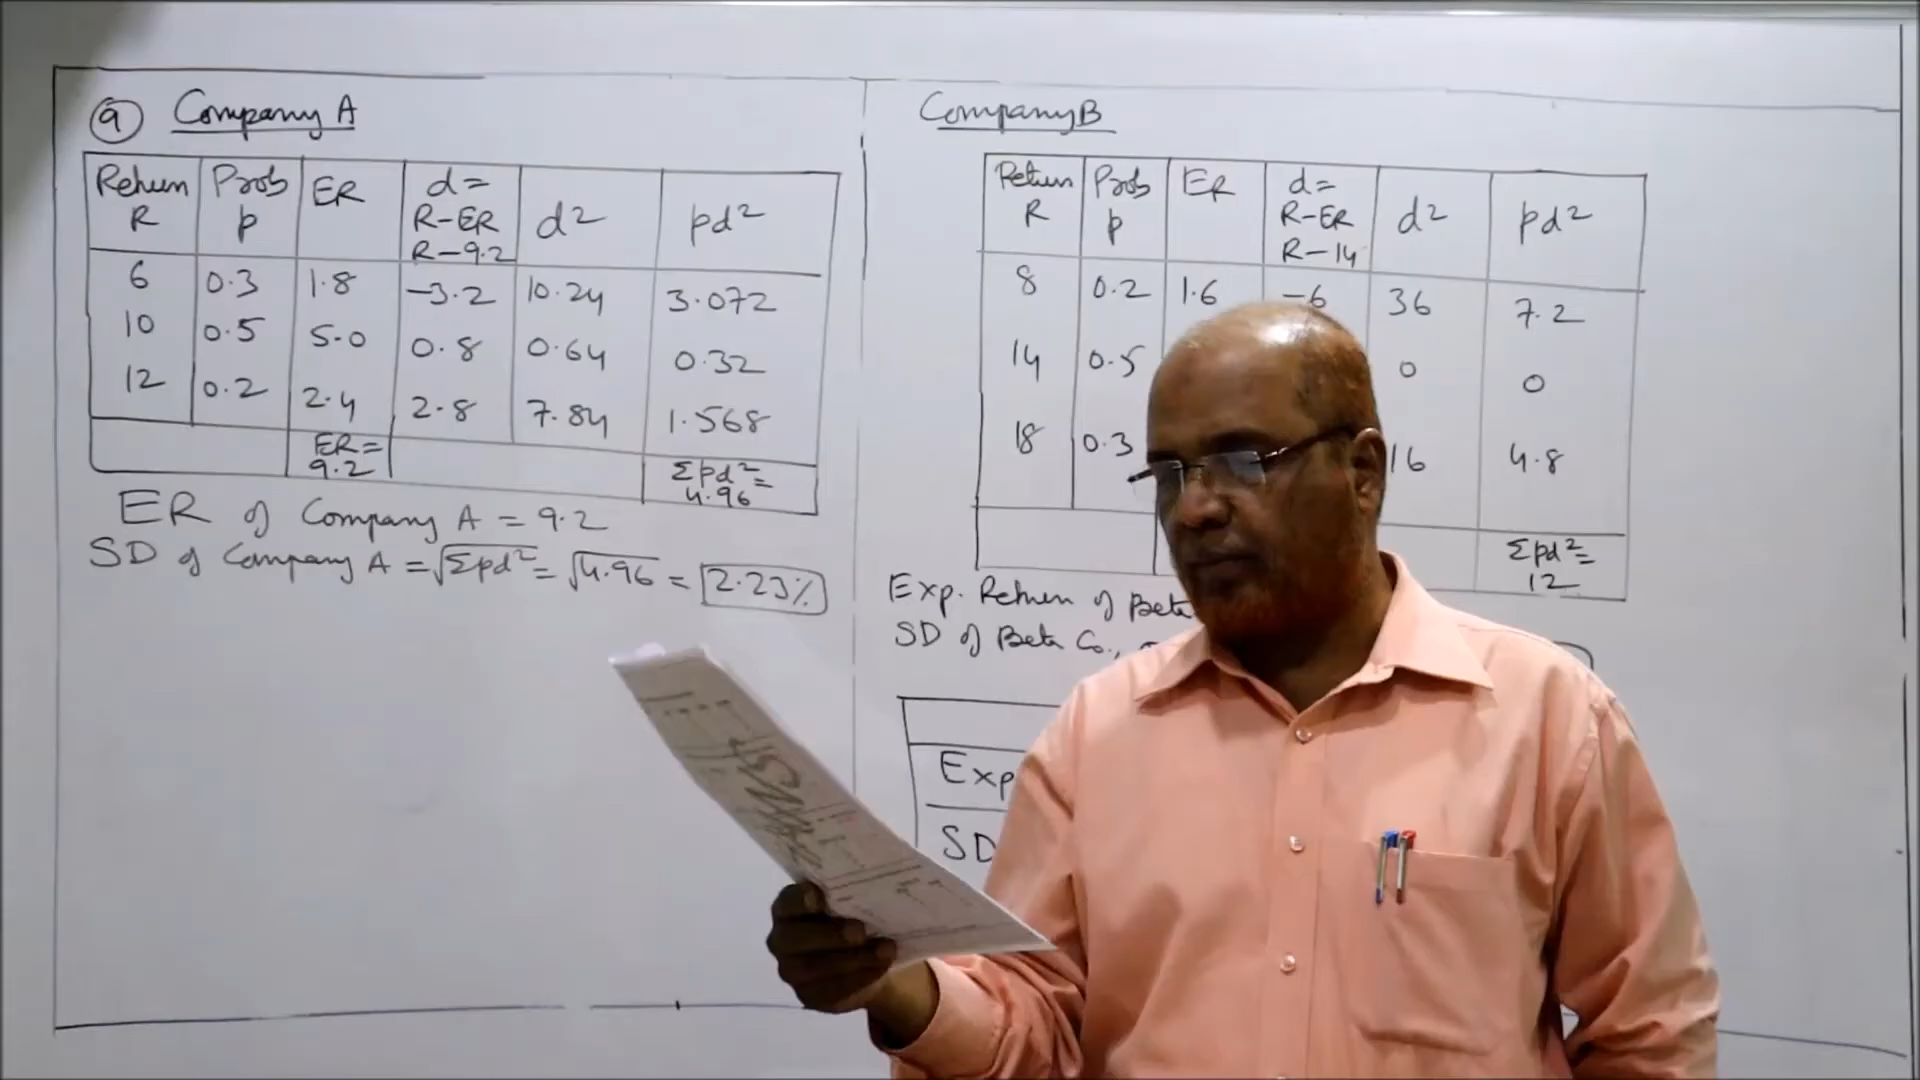 9 Company A
Return R | Prob p | ER | d = R-ER R-9.2 | d2 | pd2
6 | 0.3 | 1.8 | -3.2 | 10.24 | 3.072
10 | 0.5 | 5.0 | 0.8 | 0.64 | 0.32
12 | 0.2 | 2.4 | 2.8 | 7.84 | 1.568
ER = 9.2 | Σpd2 = 4.96
ER of Company A = 9.2
SD of Company A = √Σpd2 = √4.96 = 2.23%
Company B
Return R | Prob p | ER | d = R-ER R-14 | d2 | pd2
8 | 0.2 | 1.6 | -6 | 36 | 7.2
14 | 0.5 | 0 | 0
18 | 0.3 | 16 | 4.8
Σpd2 = 12
Exp. Return of Beta
SD of Beta Co.,
Exp
SD